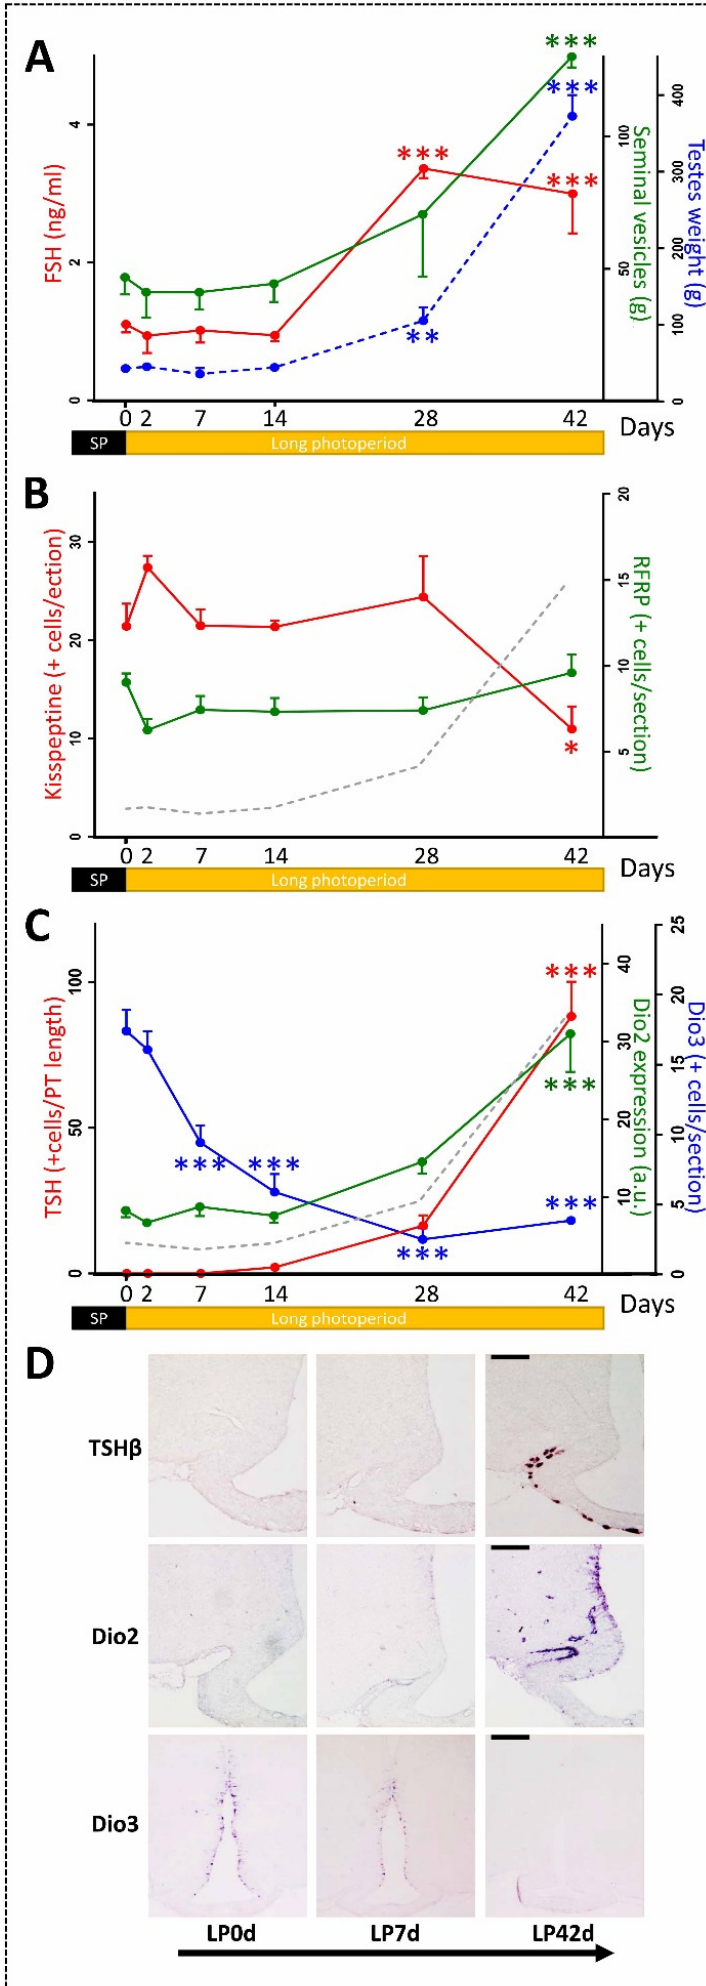 A
FSH (ng/ml)
0
2
4
***
***
***
***
**
Seminal vesicles (g)
50
100
Testes weight (g)
0
100
200
300
400
0 2 7 14 28 42 Days
SP Long photoperiod
B
Kisspeptine (+ cells/ection)
0
10
20
30
*
RFRP (+ cells/section)
5
10
15
20
0 2 7 14 28 42 Days
SP Long photoperiod
C
TSH (+cells/PT length)
0
50
100
***
***
*** ***
***
***
Dio2 expression (a.u.)
10
20
30
40
Dio3 (+ cells/section)
0
5
10
15
20
25
0 2 7 14 28 42 Days
SP Long photoperiod
D
TSHβ
Dio2
Dio3
LP0d LP7d LP42d